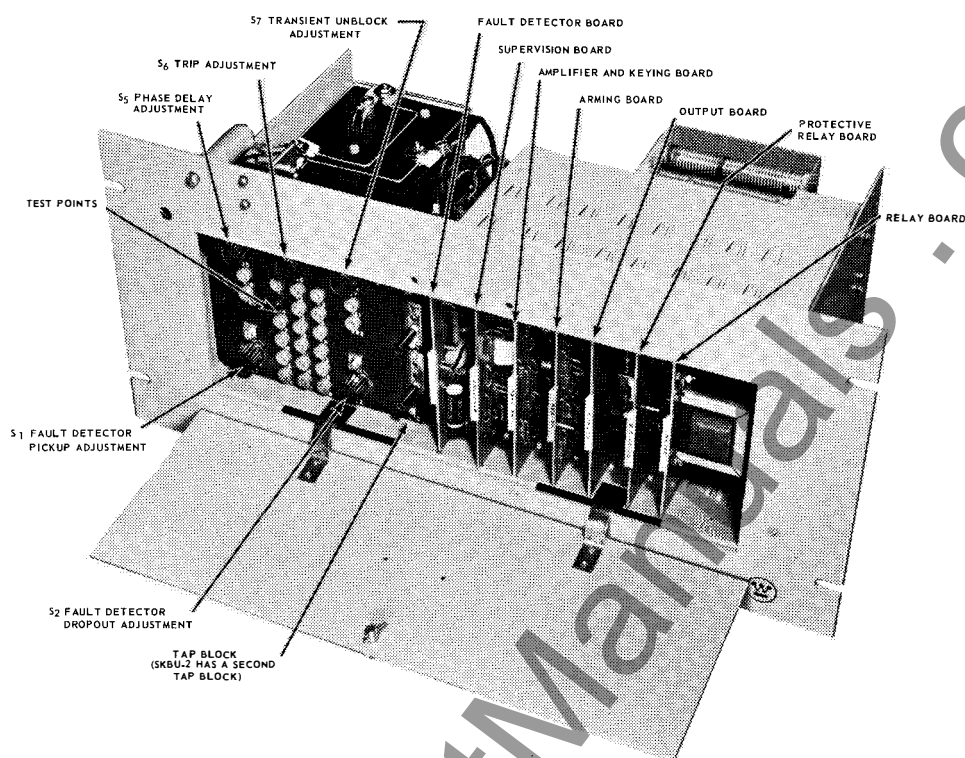 S7 TRANSIENT UNBLOCK
ADJUSTMENT
FAULT DETECTOR BOARD
SUPERVISION BOARD
S6 TRIP ADJUSTMENT
AMPLIFIER AND KEYING BOARD
S5 PHASE DELAY
ADJUSTMENT
ARMING BOARD
OUTPUT BOARD
PROTECTIVE
RELAY BOARD
TEST POINTS
RELAY BOARD
S1 FAULT DETECTOR
PICKUP ADJUSTMENT
S2 FAULT DETECTOR
DROPOUT ADJUSTMENT
TAP BLOCK
(SKBU-2 HAS A SECOND
TAP BLOCK)
Manuals